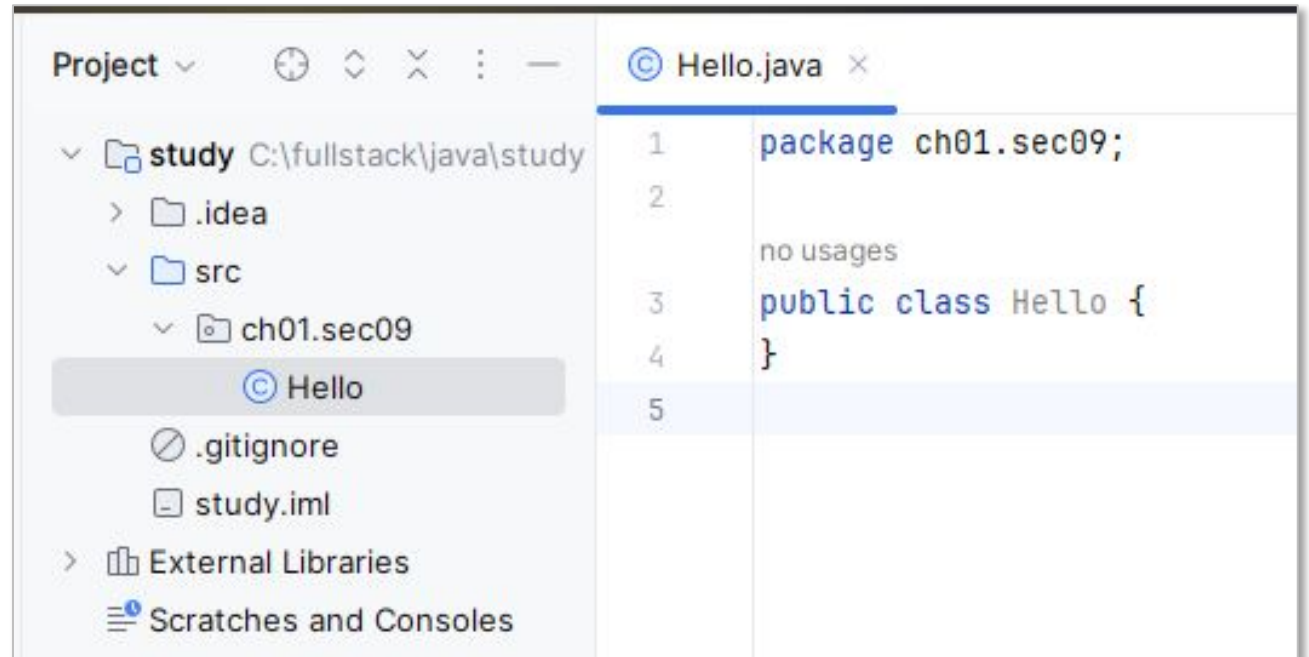 Project
study C:\fullstack\java\study
.idea
src
ch01.sec09
Hello
.gitignore
study.iml
External Libraries
Scratches and Consoles
Hello.java
1 package ch01.sec09;
2
no usages
3 public class Hello {
4 }
5